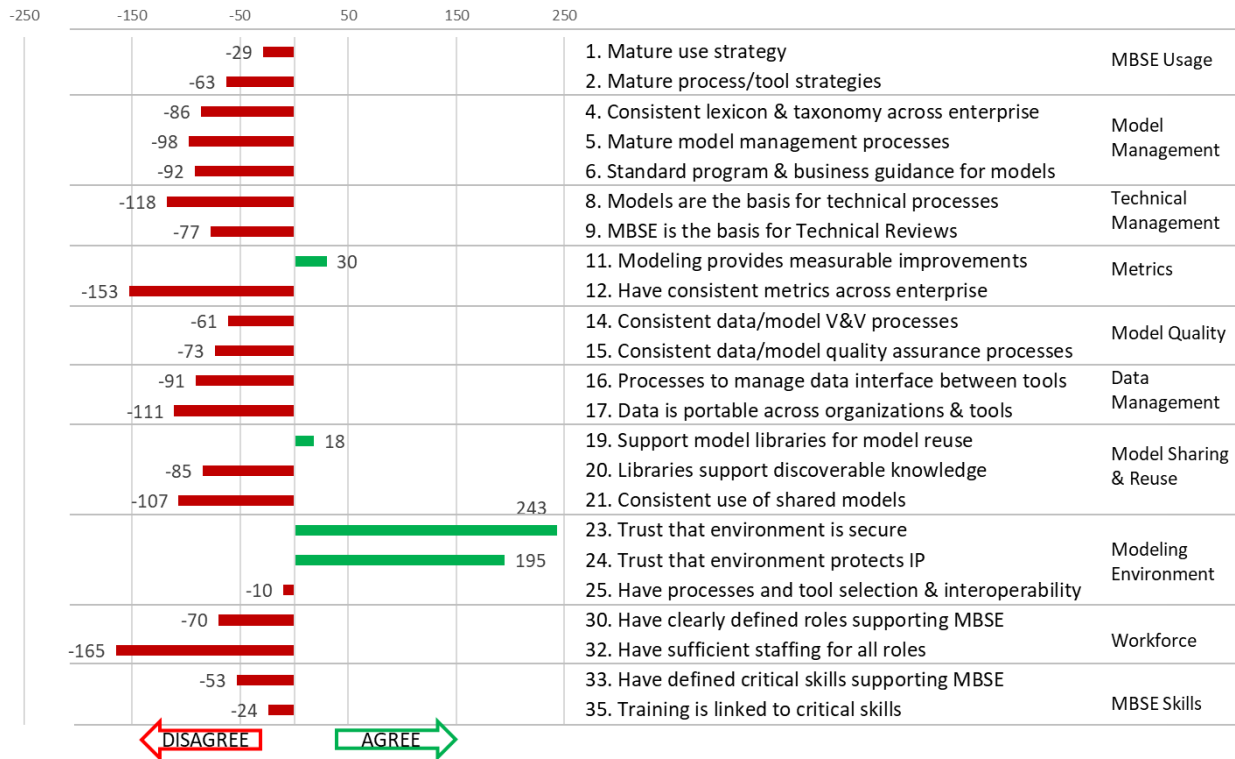 -250 -150 -50 50 150 250
-29 1. Mature use strategy
MBSE Usage
-63 2. Mature process/tool strategies
-86 4. Consistent lexicon & taxonomy across enterprise
Model
Management
-98 5. Mature model management processes
-92 6. Standard program & business guidance for models
-118 8. Models are the basis for technical processes
Technical
Management
-77 9. MBSE is the basis for Technical Reviews
30 11. Modeling provides measurable improvements
Metrics
-153 12. Have consistent metrics across enterprise
-61 14. Consistent data/model V&V processes
Model Quality
-73 15. Consistent data/model quality assurance processes
-91 16. Processes to manage data interface between tools
Data
Management
-111 17. Data is portable across organizations & tools
18 19. Support model libraries for model reuse
Model Sharing
& Reuse
-85 20. Libraries support discoverable knowledge
-107 21. Consistent use of shared models
243 23. Trust that environment is secure
Modeling
Environment
195 24. Trust that environment protects IP
-10 25. Have processes and tool selection & interoperability
-70 30. Have clearly defined roles supporting MBSE
Workforce
-165 32. Have sufficient staffing for all roles
-53 33. Have defined critical skills supporting MBSE
MBSE Skills
-24 35. Training is linked to critical skills
DISAGREE AGREE